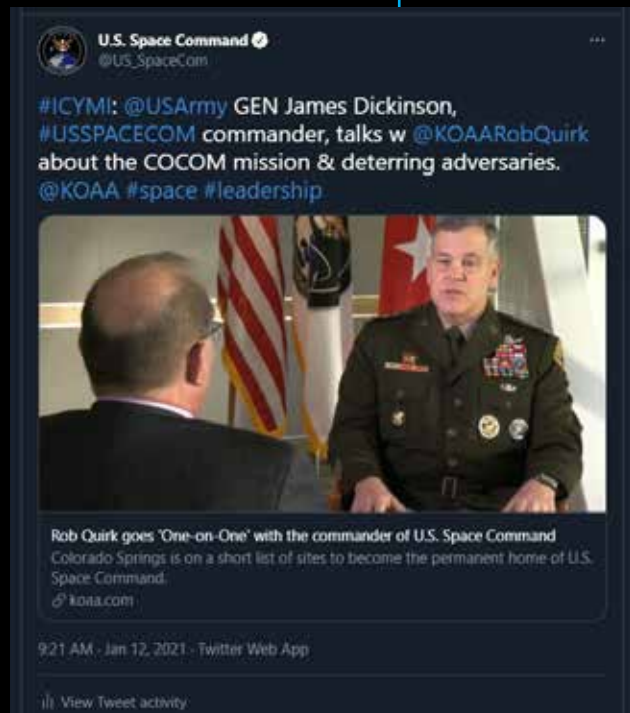 U.S. Space Command
@US_SpaceCom
#ICYMI: @USArmy GEN James Dickinson,
#USSPACECOM commander, talks w @KOAARobQuirk
about the COCOM mission & deterring adversaries.
@KOAA #space #leadership
Rob Quirk goes 'One-on-One' with the commander of U.S. Space Command
Colorado Springs is on a short list of sites to become the permanent home of U.S.
Space Command.
koaa.com
9:21 AM · Jan 12, 2021 · Twitter Web App
View Tweet activity